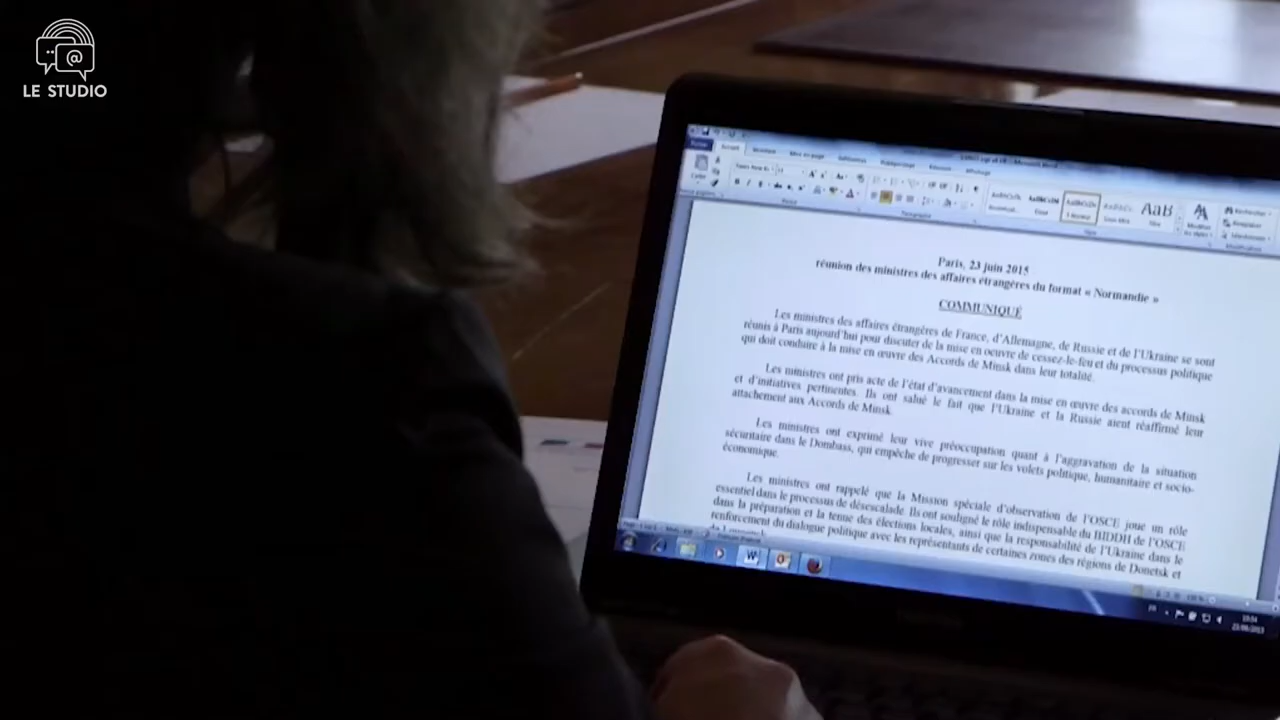 LE STUDIO
Paris, 23 juin 2015
réunion des ministres des affaires étrangères du format « Normandie »
COMMUNIQUÉ
Les ministres des affaires étrangères de France, d'Allemagne, de Russie et de l'Ukraine se sont
réunis à Paris aujourd'hui pour discuter de la mise en oeuvre de cessez-le-feu et du processus politique
qui doit conduire à la mise en œuvre des Accords de Minsk dans leur totalité.
Les ministres ont pris acte de l'état d'avancement dans la mise en œuvre des accords de Minsk
et d'initiatives pertinentes. Ils ont salué le fait que l'Ukraine et la Russie aient réaffirmé leur
attachement aux Accords de Minsk.
Les ministres ont exprimé leur vive préoccupation quant à l'aggravation de la situation
sécuritaire dans le Dombass, qui empêche de progresser sur les volets politique, humanitaire et socio-
économique.
Les ministres ont rappelé que la Mission spéciale d'observation de l'OSCE joue un rôle
essentiel dans le processus de désescalade. Ils ont souligné le rôle indispensable du BIDDH de l'OSCE
dans la préparation et la tenue des élections locales, ainsi que la responsabilité de l'Ukraine dans le
renforcement du dialogue politique avec les représentants de certaines zones des régions de Donetsk et